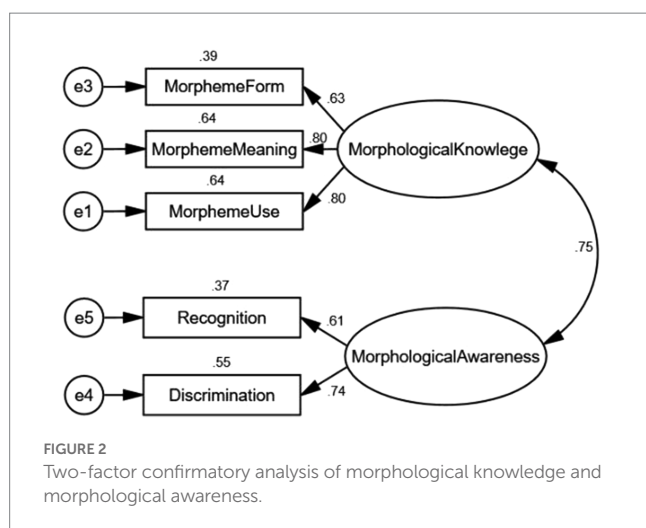 .39
e3
MorphemeForm
.63
.64
e2
MorphemeMeaning
.80
MorphologicalKnowlege
.64
e1
MorphemeUse
.80
.75
.37
e5
Recognition
.61
.55
MorphologicalAwareness
e4
Discrimination
.74
FIGURE 2
Two-factor confirmatory analysis of morphological knowledge and
morphological awareness.